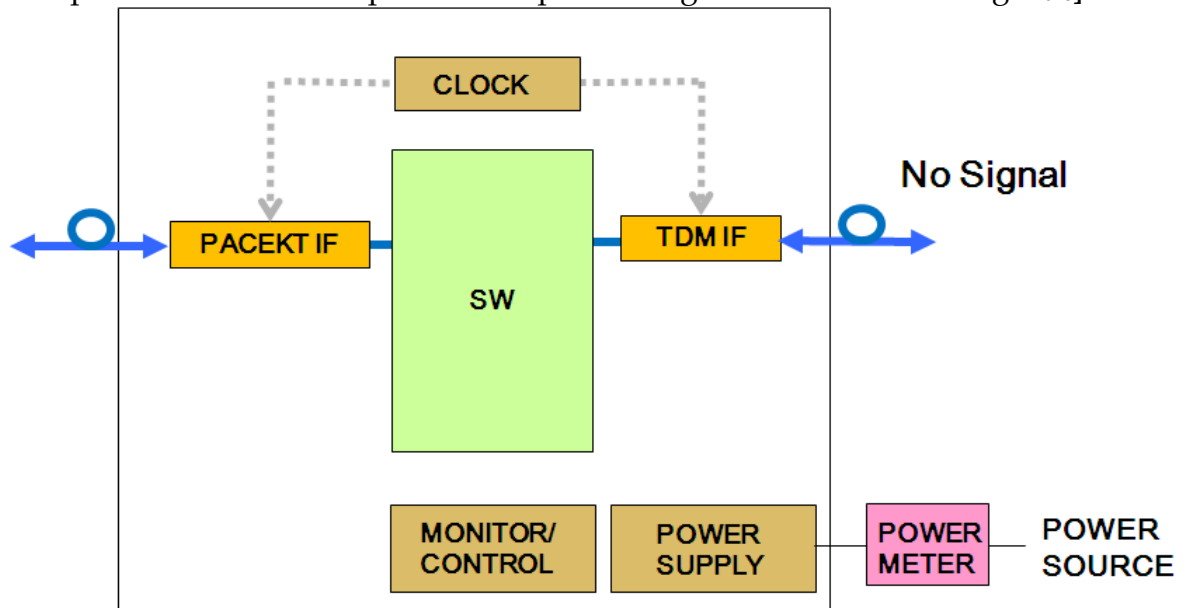 CLOCK
No Signal
PACEKT IF
TDM IF
SW
MONITOR/
CONTROL
POWER
SUPPLY
POWER
METER
POWER
SOURCE